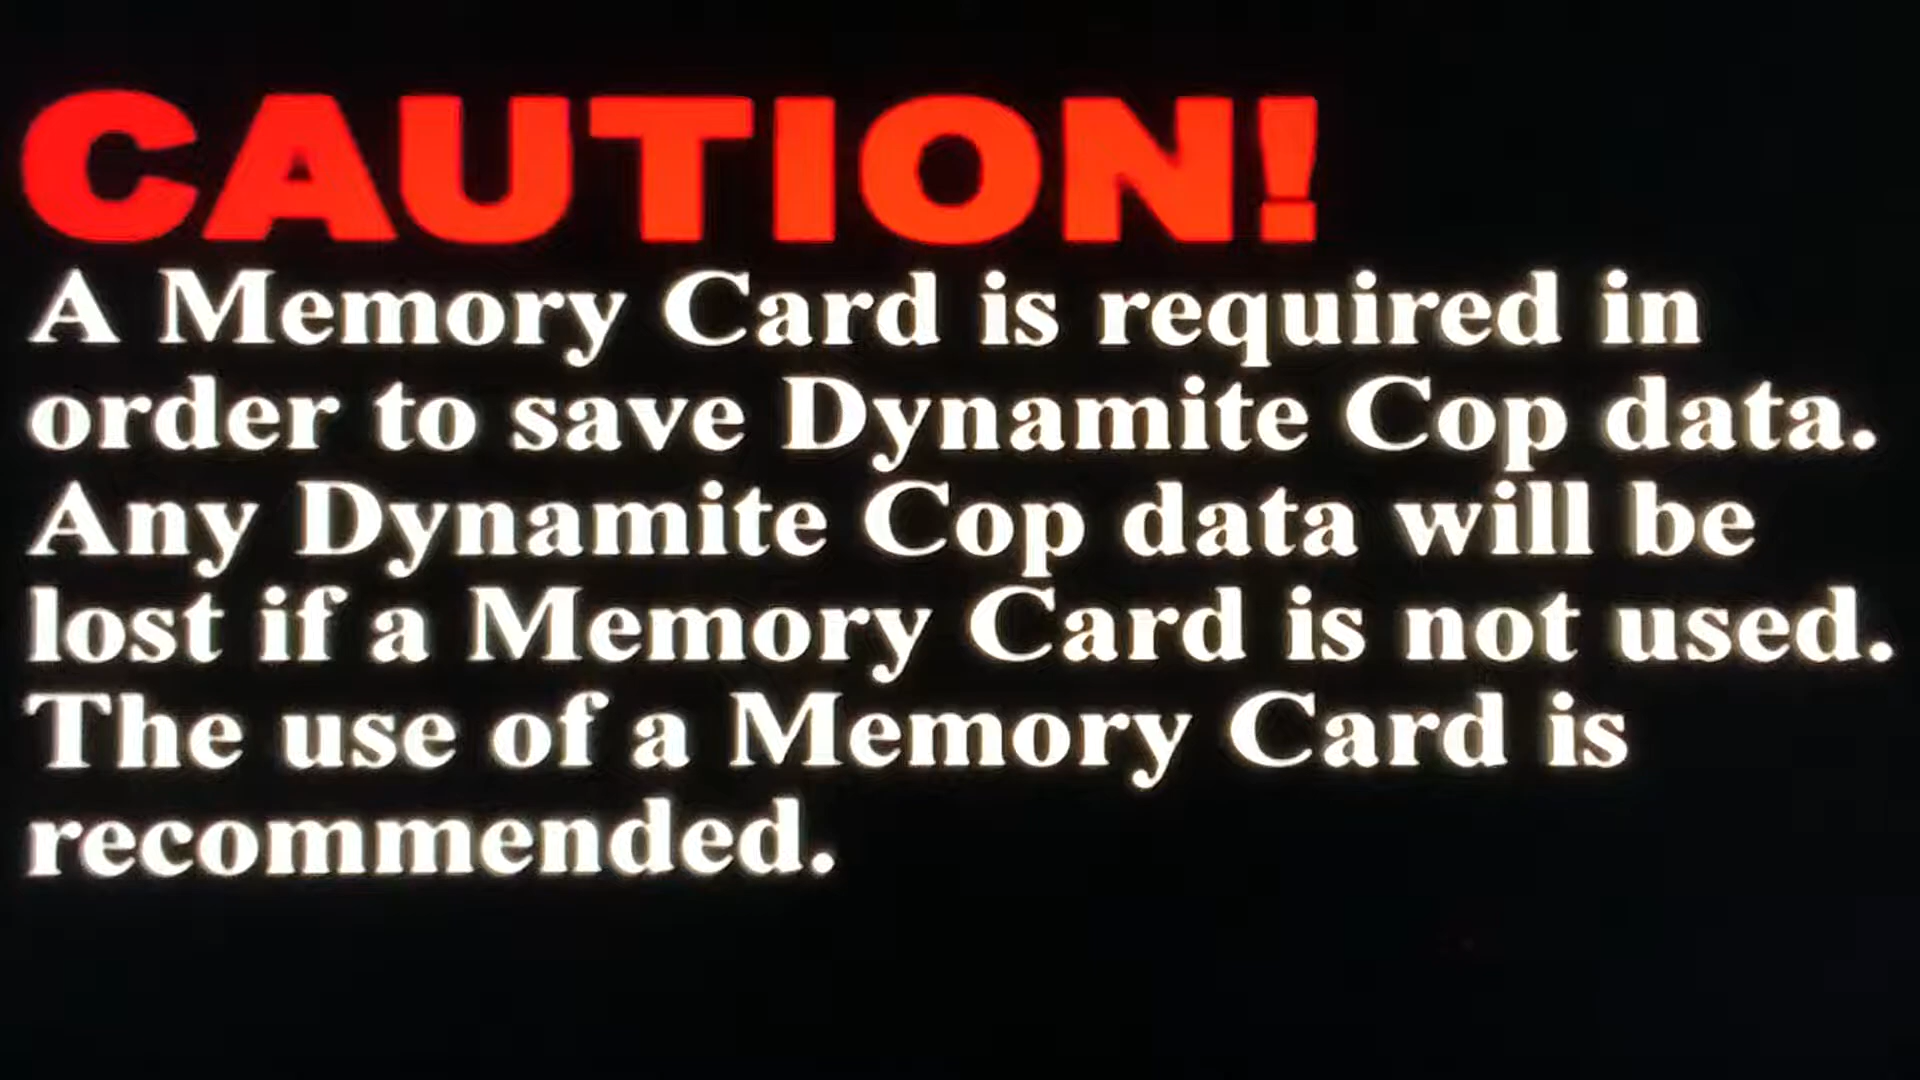 CAUTION!
A Memory Card is required in
order to save Dynamite Cop data.
Any Dynamite Cop data will be
lost if a Memory Card is not used.
The use of a Memory Card is
recommended.